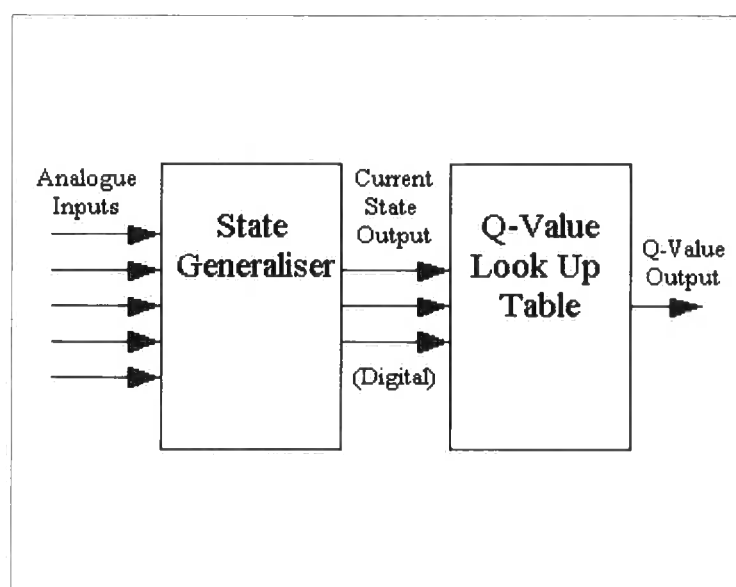 Analogue
Inputs
State
Generaliser
Current
State
Output
(Digital)
Q-Value
Look Up
Table
Q-Value
Output